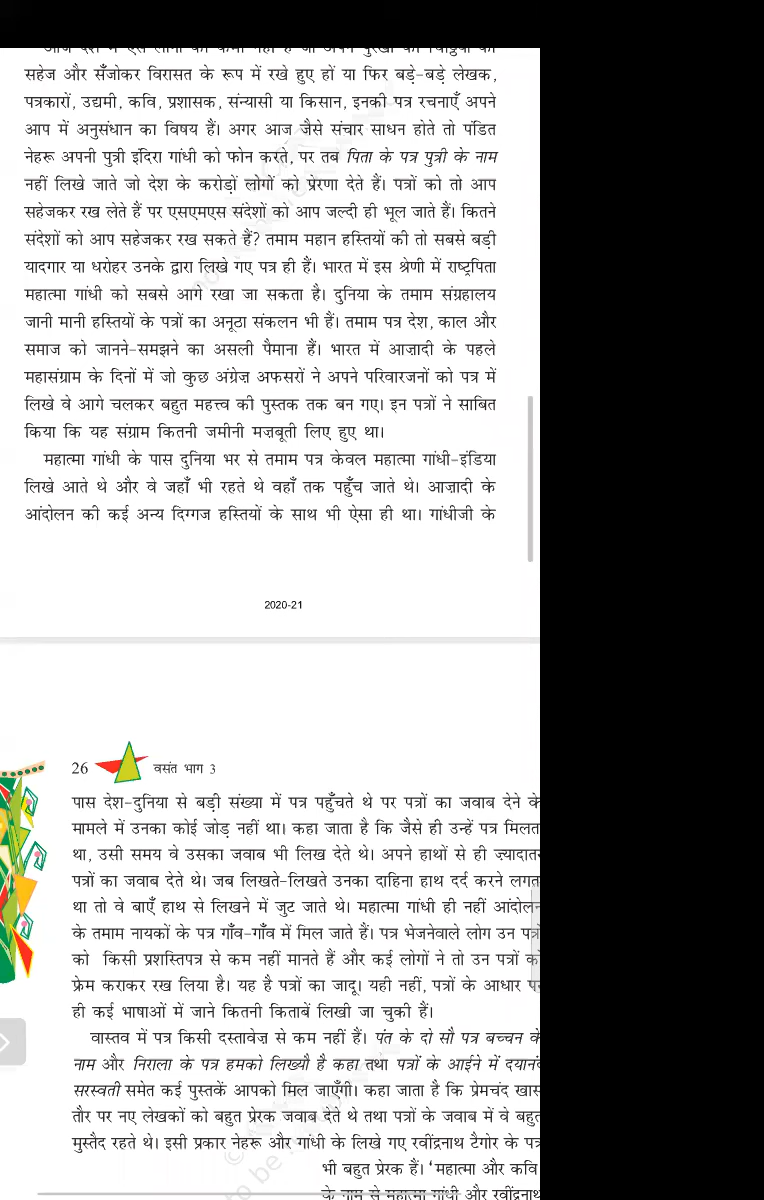 आज देश में ऐसे लोगों की कमी नहीं है जो अपने पुरखों की चिट्ठियों को
सहेज और सँजोकर विरासत के रूप में रखे हुए हों या फिर बड़े-बड़े लेखक,
पत्रकारों, उद्यमी, कवि, प्रशासक, संन्यासी या किसान, इनकी पत्र रचनाएँ अपने
आप में अनुसंधान का विषय हैं। अगर आज जैसे संचार साधन होते तो पंडित
नेहरू अपनी पुत्री इंदिरा गांधी को फोन करते, पर तब पिता के पत्र पुत्री के नाम
नहीं लिखे जाते जो देश के करोड़ों लोगों को प्रेरणा देते हैं। पत्रों को तो आप
सहेजकर रख लेते हैं पर एसएमएस संदेशों को आप जल्दी ही भूल जाते हैं। कितने
संदेशों को आप सहेजकर रख सकते हैं? तमाम महान हस्तियों की तो सबसे बड़ी
यादगार या धरोहर उनके द्वारा लिखे गए पत्र ही हैं। भारत में इस श्रेणी में राष्ट्रपिता
महात्मा गांधी को सबसे आगे रखा जा सकता है। दुनिया के तमाम संग्रहालय
जानी मानी हस्तियों के पत्रों का अनूठा संकलन भी हैं। तमाम पत्र देश, काल और
समाज को जानने-समझने का असली पैमाना हैं। भारत में आज़ादी के पहले
महासंग्राम के दिनों में जो कुछ अंग्रेज़ अफसरों ने अपने परिवारजनों को पत्र में
लिखे वे आगे चलकर बहुत महत्त्व की पुस्तक तक बन गए। इन पत्रों ने साबित
किया कि यह संग्राम कितनी जमीनी मज़बूती लिए हुए था।
महात्मा गांधी के पास दुनिया भर से तमाम पत्र केवल महात्मा गांधी-इंडिया
लिखे आते थे और वे जहाँ भी रहते थे वहाँ तक पहुँच जाते थे। आज़ादी के
आंदोलन की कई अन्य दिग्गज हस्तियों के साथ भी ऐसा ही था। गांधीजी के
2020-21
26 वसंत भाग 3
पास देश-दुनिया से बड़ी संख्या में पत्र पहुँचते थे पर पत्रों का जवाब देने के
मामले में उनका कोई जोड़ नहीं था। कहा जाता है कि जैसे ही उन्हें पत्र मिलत
था, उसी समय वे उसका जवाब भी लिख देते थे। अपने हाथों से ही ज़्यादातर
पत्रों का जवाब देते थे। जब लिखते-लिखते उनका दाहिना हाथ दर्द करने लगत
था तो वे बाएँ हाथ से लिखने में जुट जाते थे। महात्मा गांधी ही नहीं आंदोलन
के तमाम नायकों के पत्र गाँव-गाँव में मिल जाते हैं। पत्र भेजनेवाले लोग उन पत्रों
को किसी प्रशस्तिपत्र से कम नहीं मानते हैं और कई लोगों ने तो उन पत्रों को
फ्रेम कराकर रख लिया है। यह है पत्रों का जादू। यही नहीं, पत्रों के आधार पर
ही कई भाषाओं में जाने कितनी किताबें लिखी जा चुकी हैं।
वास्तव में पत्र किसी दस्तावेज़ से कम नहीं हैं। पंत के दो सौ पत्र बच्चन के
नाम और निराला के पत्र हमको लिख्यौ है कहा तथा पत्रों के आईने में दयानंद
सरस्वती समेत कई पुस्तकें आपको मिल जाएँगी। कहा जाता है कि प्रेमचंद खास
तौर पर नए लेखकों को बहुत प्रेरक जवाब देते थे तथा पत्रों के जवाब में वे बहुत
मुस्तैद रहते थे। इसी प्रकार नेहरू और गांधी के लिखे गए रवींद्रनाथ टैगोर के पत्र
भी बहुत प्रेरक हैं। 'महात्मा और कवि
के नाम से महात्मा गांधी और रवींद्रनाथ